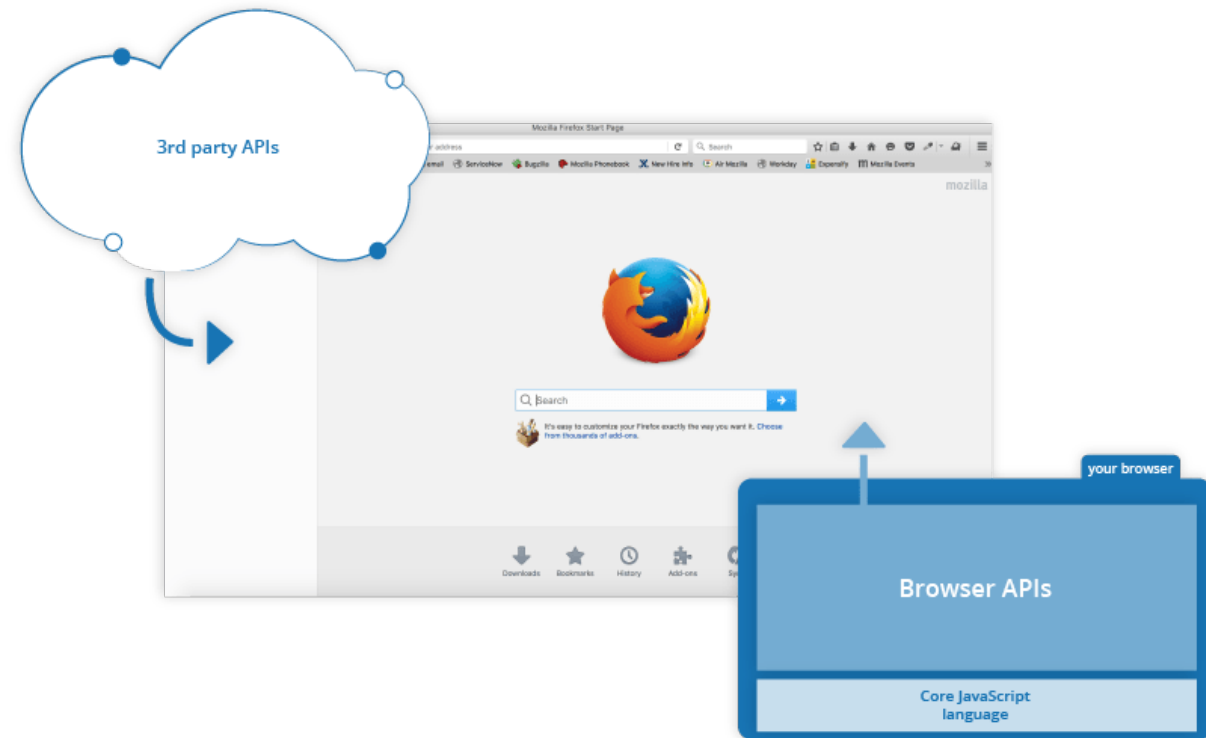 3rd party APIs
Mozilla Firefox Start Page
address
Search
email ServiceNow Bugzilla Mozilla Phonebook New Hire Info Air Mozilla Workday Expensify Mozilla Events
mozilla
Search
It's easy to customize your Firefox exactly the way you want it. Choose
from thousands of add-ons.
your browser
Downloads Bookmarks History Add-ons
Browser APIs
Core JavaScript
language